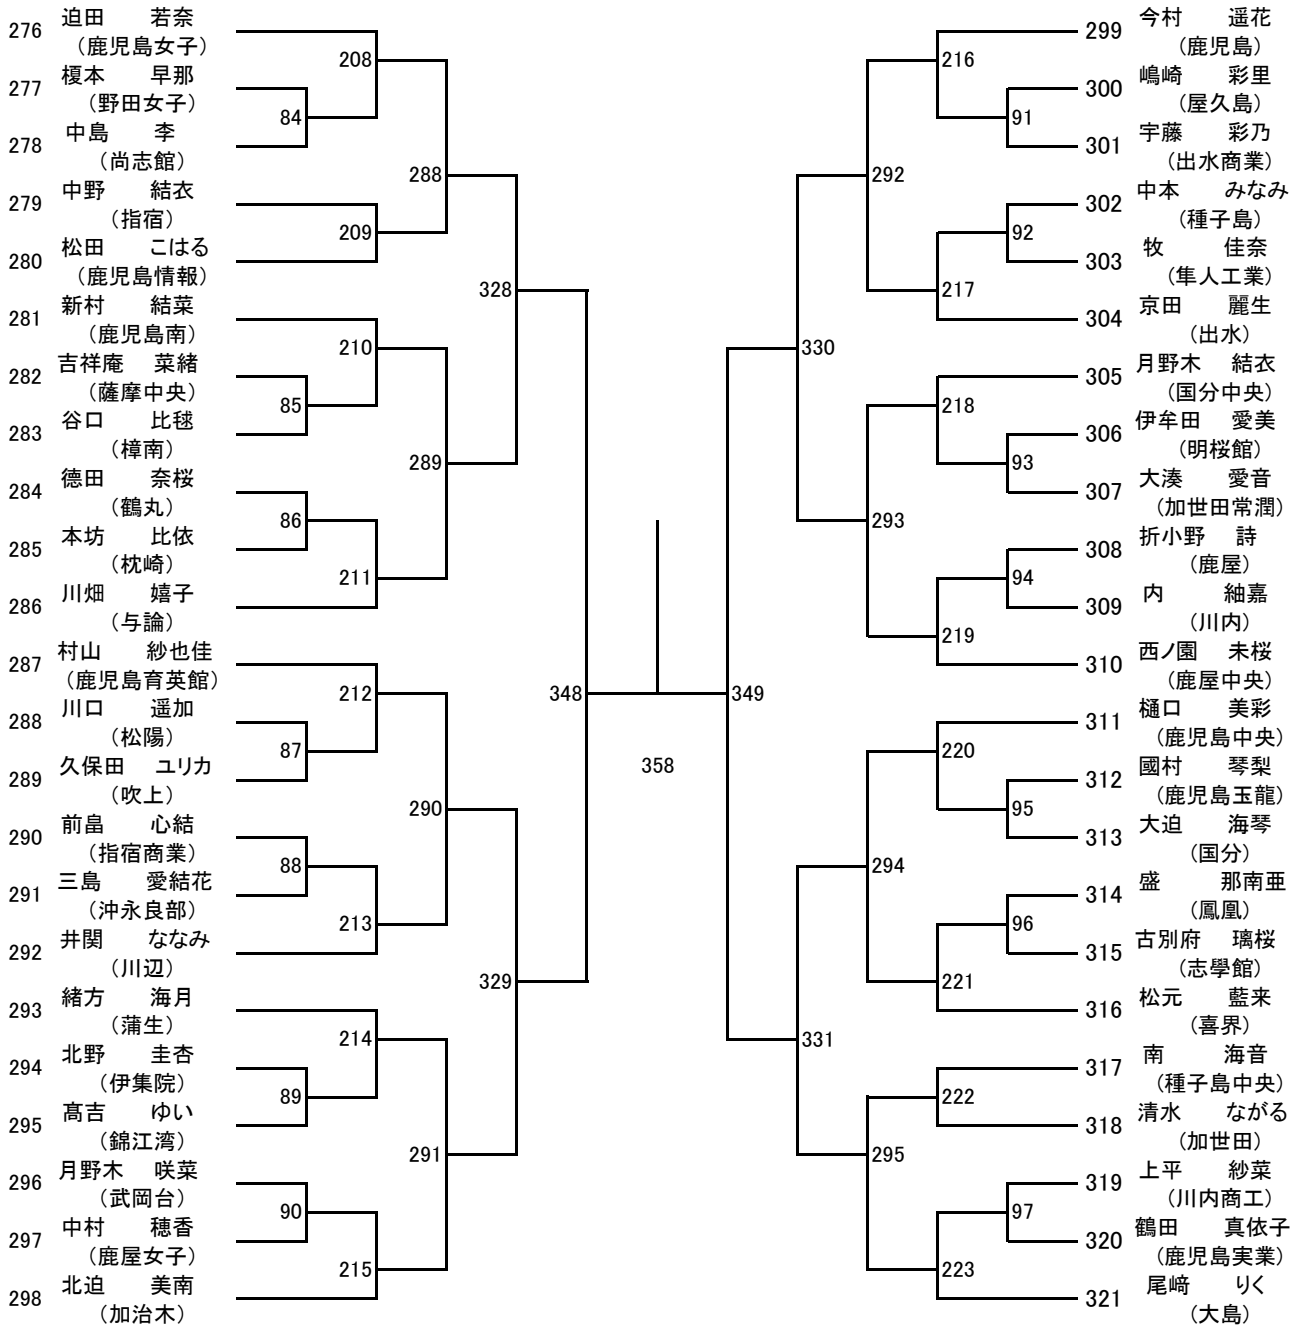 276 迫田 若奈
(鹿児島女子)
277 榎本 早那
(野田女子)
278 中島 李
(尚志館)
279 中野 結衣
(指宿)
280 松田 こはる
(鹿児島情報)
281 新村 結菜
(鹿児島南)
282 吉祥庵 菜緒
(薩摩中央)
283 谷口 比毬
(樟南)
284 德田 奈桜
(鶴丸)
285 本坊 比依
(枕崎)
286 川畑 嬉子
(与論)
287 村山 紗也佳
(鹿児島育英館)
288 川口 遥加
(松陽)
289 久保田 ユリカ
(吹上)
290 前畠 心結
(指宿商業)
291 三島 愛結花
(沖永良部)
292 井関 ななみ
(川辺)
293 緒方 海月
(蒲生)
294 北野 圭杏
(伊集院)
295 髙吉 ゆい
(錦江湾)
296 月野木 咲菜
(武岡台)
297 中村 穂香
(鹿屋女子)
298 北迫 美南
(加治木)
84
85
86
87
88
89
90
208
209
210
211
212
213
214
215
288
289
290
291
328
329
348
358
349
330
331
292
293
294
295
216
217
218
219
220
221
222
223
91
92
93
94
95
96
97
299 今村 遥花
(鹿児島)
300 嶋崎 彩里
(屋久島)
301 宇藤 彩乃
(出水商業)
302 中本 みなみ
(種子島)
303 牧 佳奈
(隼人工業)
304 京田 麗生
(出水)
305 月野木 結衣
(国分中央)
306 伊牟田 愛美
(明桜館)
307 大湊 愛音
(加世田常潤)
308 折小野 詩
(鹿屋)
309 内 紬嘉
(川内)
310 西ノ園 未桜
(鹿屋中央)
311 樋口 美彩
(鹿児島中央)
312 國村 琴梨
(鹿児島玉龍)
313 大迫 海琴
(国分)
314 盛 那南亜
(鳳凰)
315 古別府 璃桜
(志學館)
316 松元 藍来
(喜界)
317 南 海音
(種子島中央)
318 清水 ながる
(加世田)
319 上平 紗菜
(川内商工)
320 鶴田 真依子
(鹿児島実業)
321 尾﨑 りく
(大島)